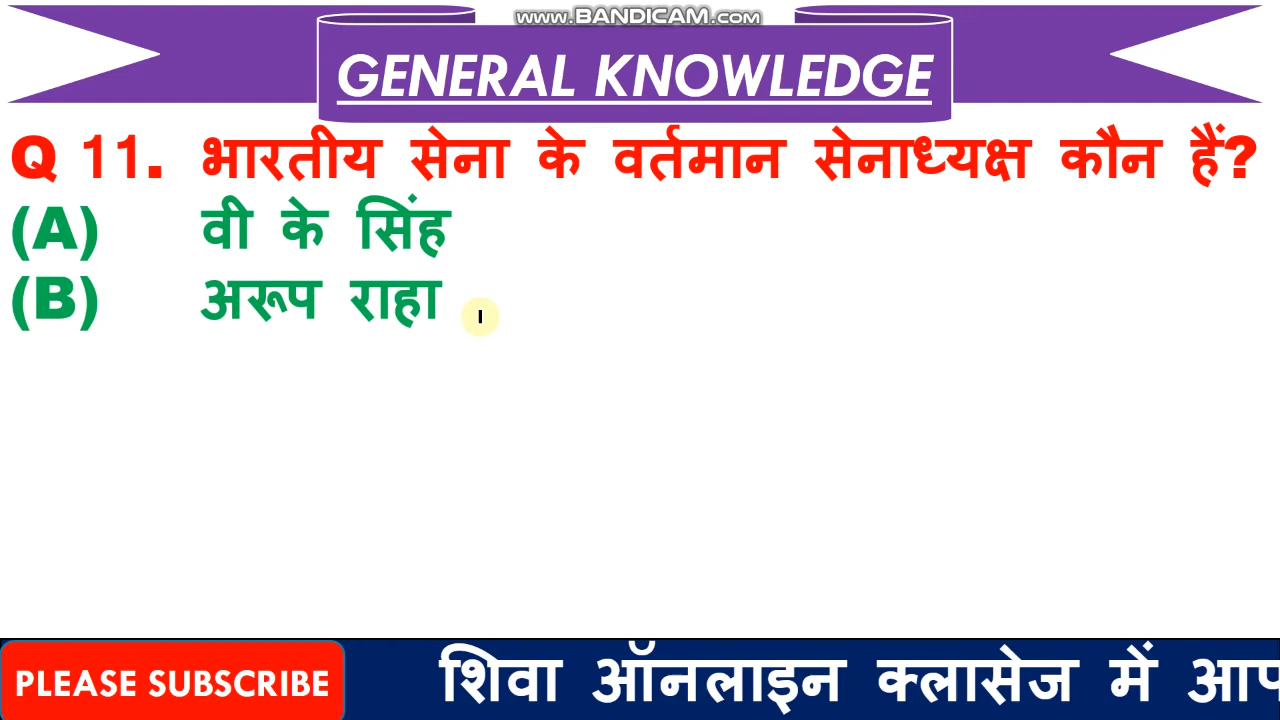 www.BANDICAM.com
GENERAL KNOWLEDGE
Q 11. भारतीय सेना के वर्तमान सेनाध्यक्ष कौन हैं?
(A) वी के सिंह
(B) अरूप राहा
PLEASE SUBSCRIBE
शिवा ऑनलाइन क्लासेज में आप